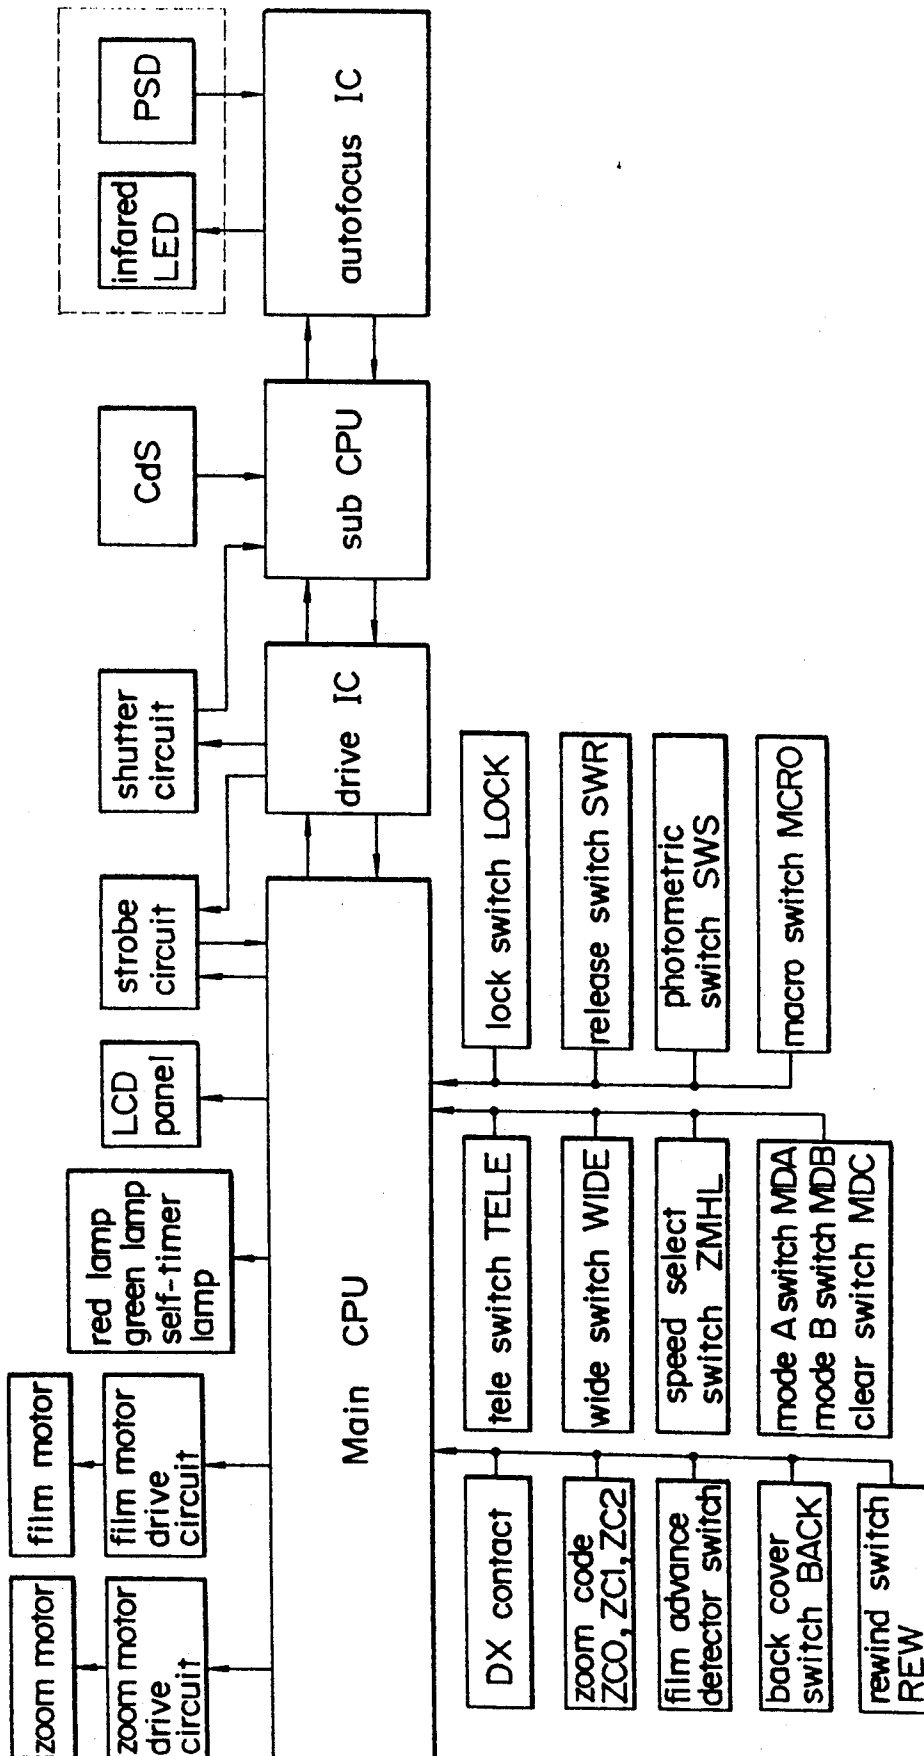 zoom motor
film motor
zoom motor
drive
circuit
film motor
drive
circuit
red lamp
green lamp
self-timer
lamp
LCD
panel
strobe
circuit
shutter
circuit
CdS
infared
LED
PSD
Main CPU
drive IC
sub CPU
autofocus IC
DX contact
zoom code
ZC0, ZC1, ZC2
film advance
detector switch
back cover
switch BACK
rewind switch
REW
tele switch TELE
wide switch WIDE
speed select
switch ZMHL
mode A switch MDA
mode B switch MDB
clear switch MDC
lock switch LOCK
release switch SWR
photometric
switch SWS
macro switch MCRO